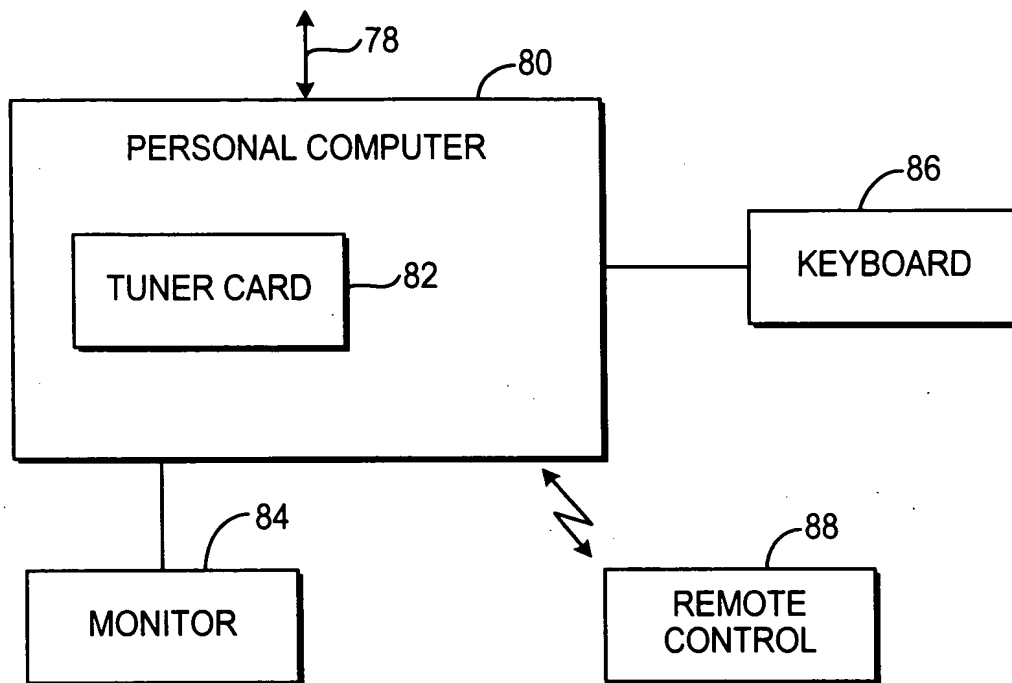 78
80
PERSONAL COMPUTER
86
KEYBOARD
TUNER CARD
82
84
MONITOR
88
REMOTE
CONTROL